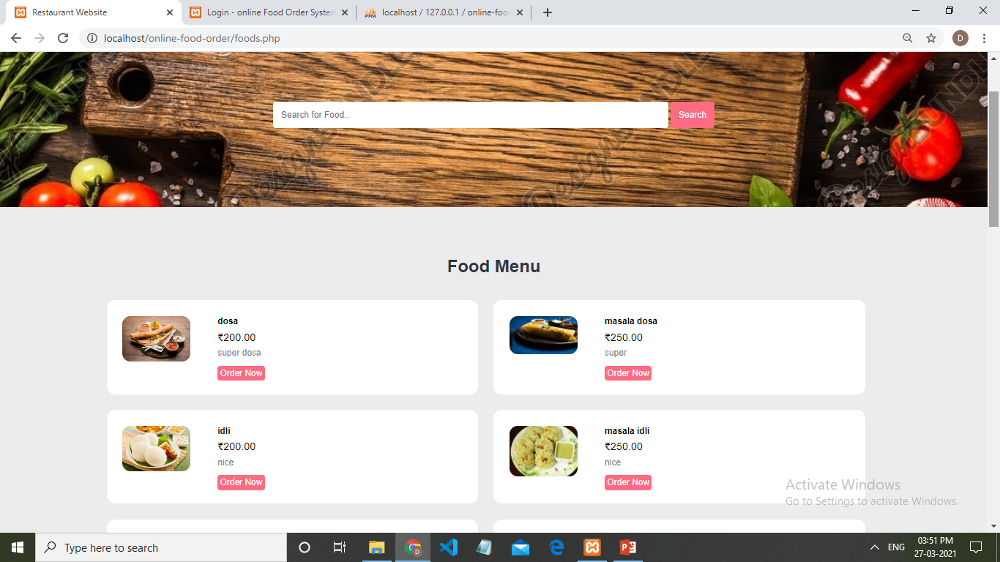 Restaurant Website
Login - online Food Order System
localhost / 127.0.0.1 / online-food
PMA
localhost/online-food-order/foods.php
D
Search for Food..
Search
Food Menu
dosa
₹200.00
super dosa
Order Now
masala dosa
₹250.00
super
Order Now
idli
₹200.00
nice
Order Now
masala idli
₹250.00
nice
Order Now
Activate Windows
Go to Settings to activate Windows.
Type here to search
D
ENG
03:51 PM
27-03-2021